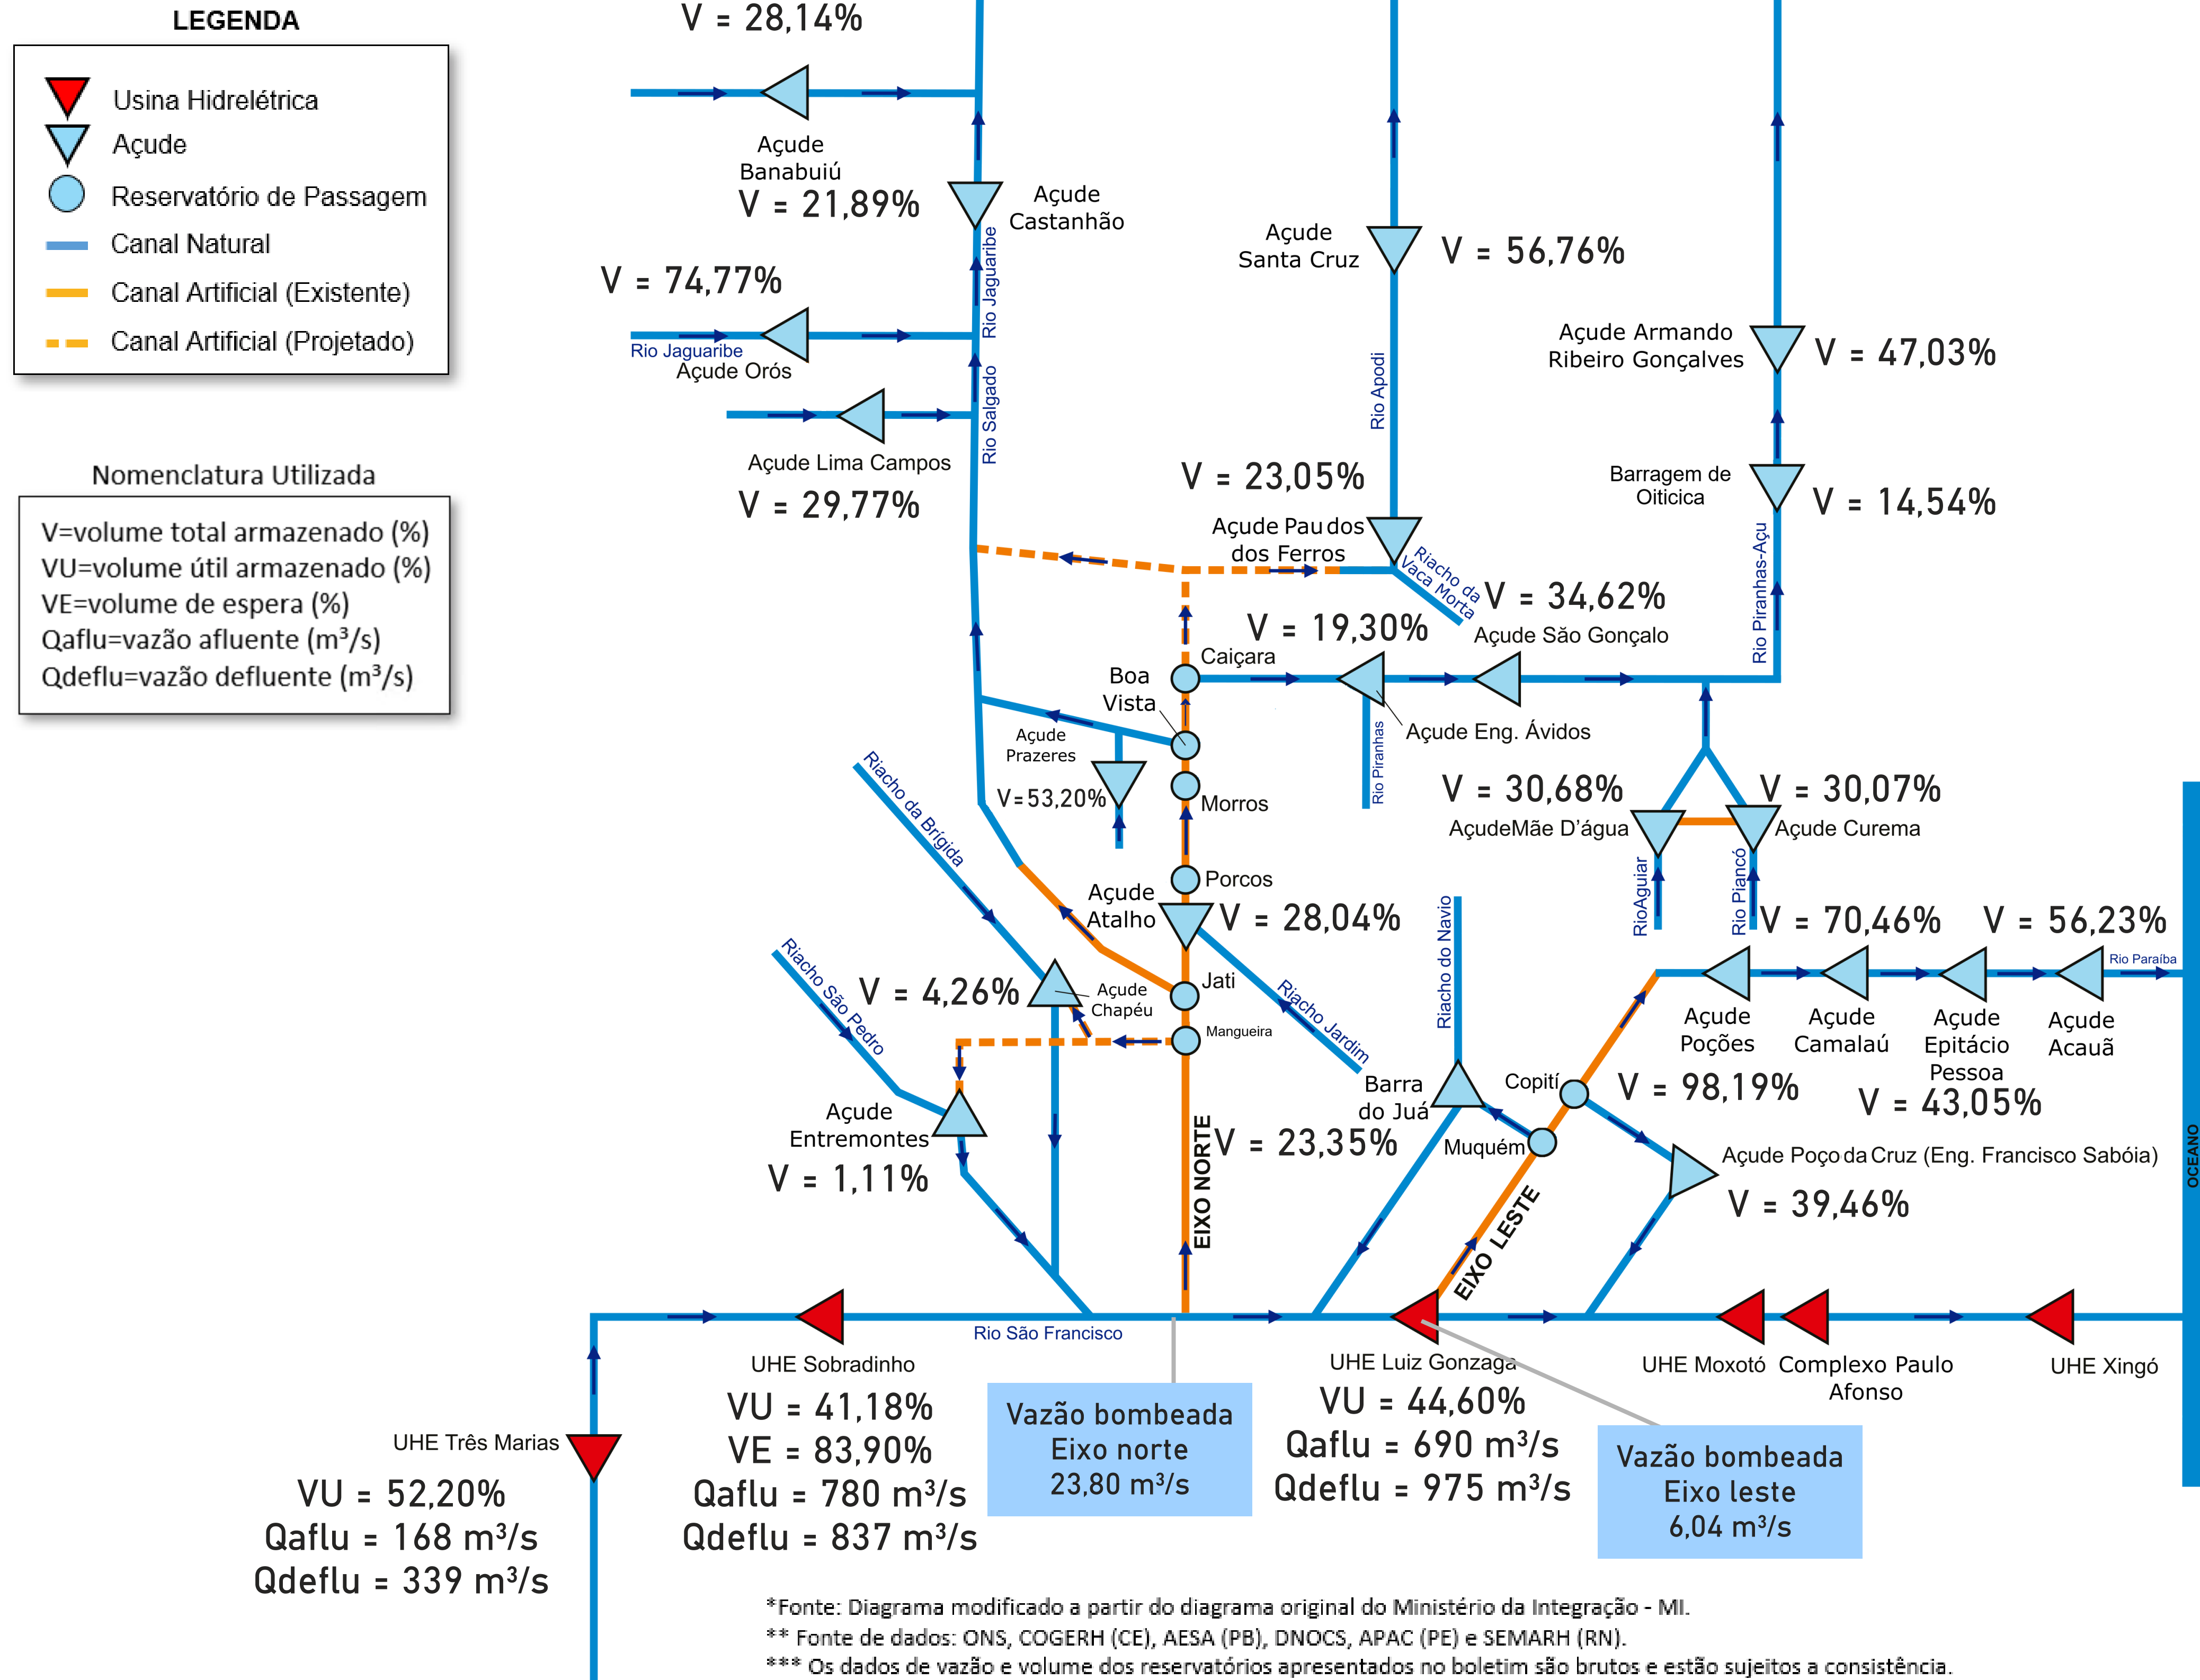 LEGENDA
Usina Hidrelétrica
Açude
Reservatório de Passagem
Canal Natural
Canal Artificial (Existente)
Canal Artificial (Projetado)
Nomenclatura Utilizada
V=volume total armazenado (%)
VU=volume útil armazenado (%)
VE=volume de espera (%)
Qaflu=vazão afluente (m³/s)
Qdeflu=vazão defluente (m³/s)
V = 28,14%
Açude
Banabuiú
V = 21,89%
Açude
Castanhão
Rio Jaguaribe
V = 74,77%
Rio Jaguaribe
Açude Orós
Rio Salgado
Açude Lima Campos
V = 29,77%
Açude
Santa Cruz
V = 56,76%
Rio Apodi
Açude Armando
Ribeiro Gonçalves
V = 47,03%
V = 23,05%
Açude Pau dos
dos Ferros
Riacho da
Vaca Morta
Barragem de
Oiticica
V = 14,54%
Rio Piranhas-Açu
V = 34,62%
Açude São Gonçalo
V = 19,30%
Caiçara
Boa
Vista
Açude Eng. Ávidos
Rio Piranhas
Açude
Prazeres
V = 53,20%
Morros
Riacho da Brígida
V = 30,68%
AçudeMãe D'água
V = 30,07%
Açude Curema
RioAguiar
Rio Piancó
Porcos
Açude
Atalho
V = 28,04%
Riacho São Pedro
V = 4,26%
Açude
Chapéu
Jati
Mangueira
Riacho Jardim
Riacho do Navio
V = 70,46%
V = 56,23%
Rio Paraíba
Açude
Poções
Açude
Camalaú
Açude
Epitácio
Pessoa
Açude
Acauã
V = 98,19%
V = 43,05%
Açude
Entremontes
V = 1,11%
EIXO NORTE
Barra
do Juá
V = 23,35%
Copití
Muquém
Açude Poço da Cruz (Eng. Francisco Sabóia)
V = 39,46%
EIXO LESTE
OCEANO
Rio São Francisco
UHE Sobradinho
VU = 41,18%
VE = 83,90%
Qaflu = 780 m³/s
Qdeflu = 837 m³/s
UHE Três Marias
VU = 52,20%
Qaflu = 168 m³/s
Qdeflu = 339 m³/s
Vazão bombeada
Eixo norte
23,80 m³/s
UHE Luiz Gonzaga
VU = 44,60%
Qaflu = 690 m³/s
Qdeflu = 975 m³/s
Vazão bombeada
Eixo leste
6,04 m³/s
UHE Moxotó
Complexo Paulo
Afonso
UHE Xingó
*Fonte: Diagrama modificado a partir do diagrama original do Ministério da Integração - MI.
** Fonte de dados: ONS, COGERH (CE), AESA (PB), DNOCS, APAC (PE) e SEMARH (RN).
*** Os dados de vazão e volume dos reservatórios apresentados no boletim são brutos e estão sujeitos a consistência.